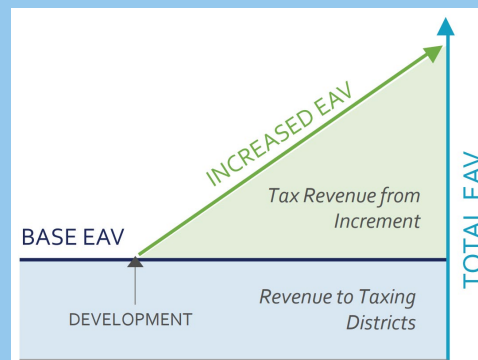 INCREASED EAV
TOTAL EAV
Tax Revenue from
Increment
BASE EAV
Revenue to Taxing
Districts
DEVELOPMENT